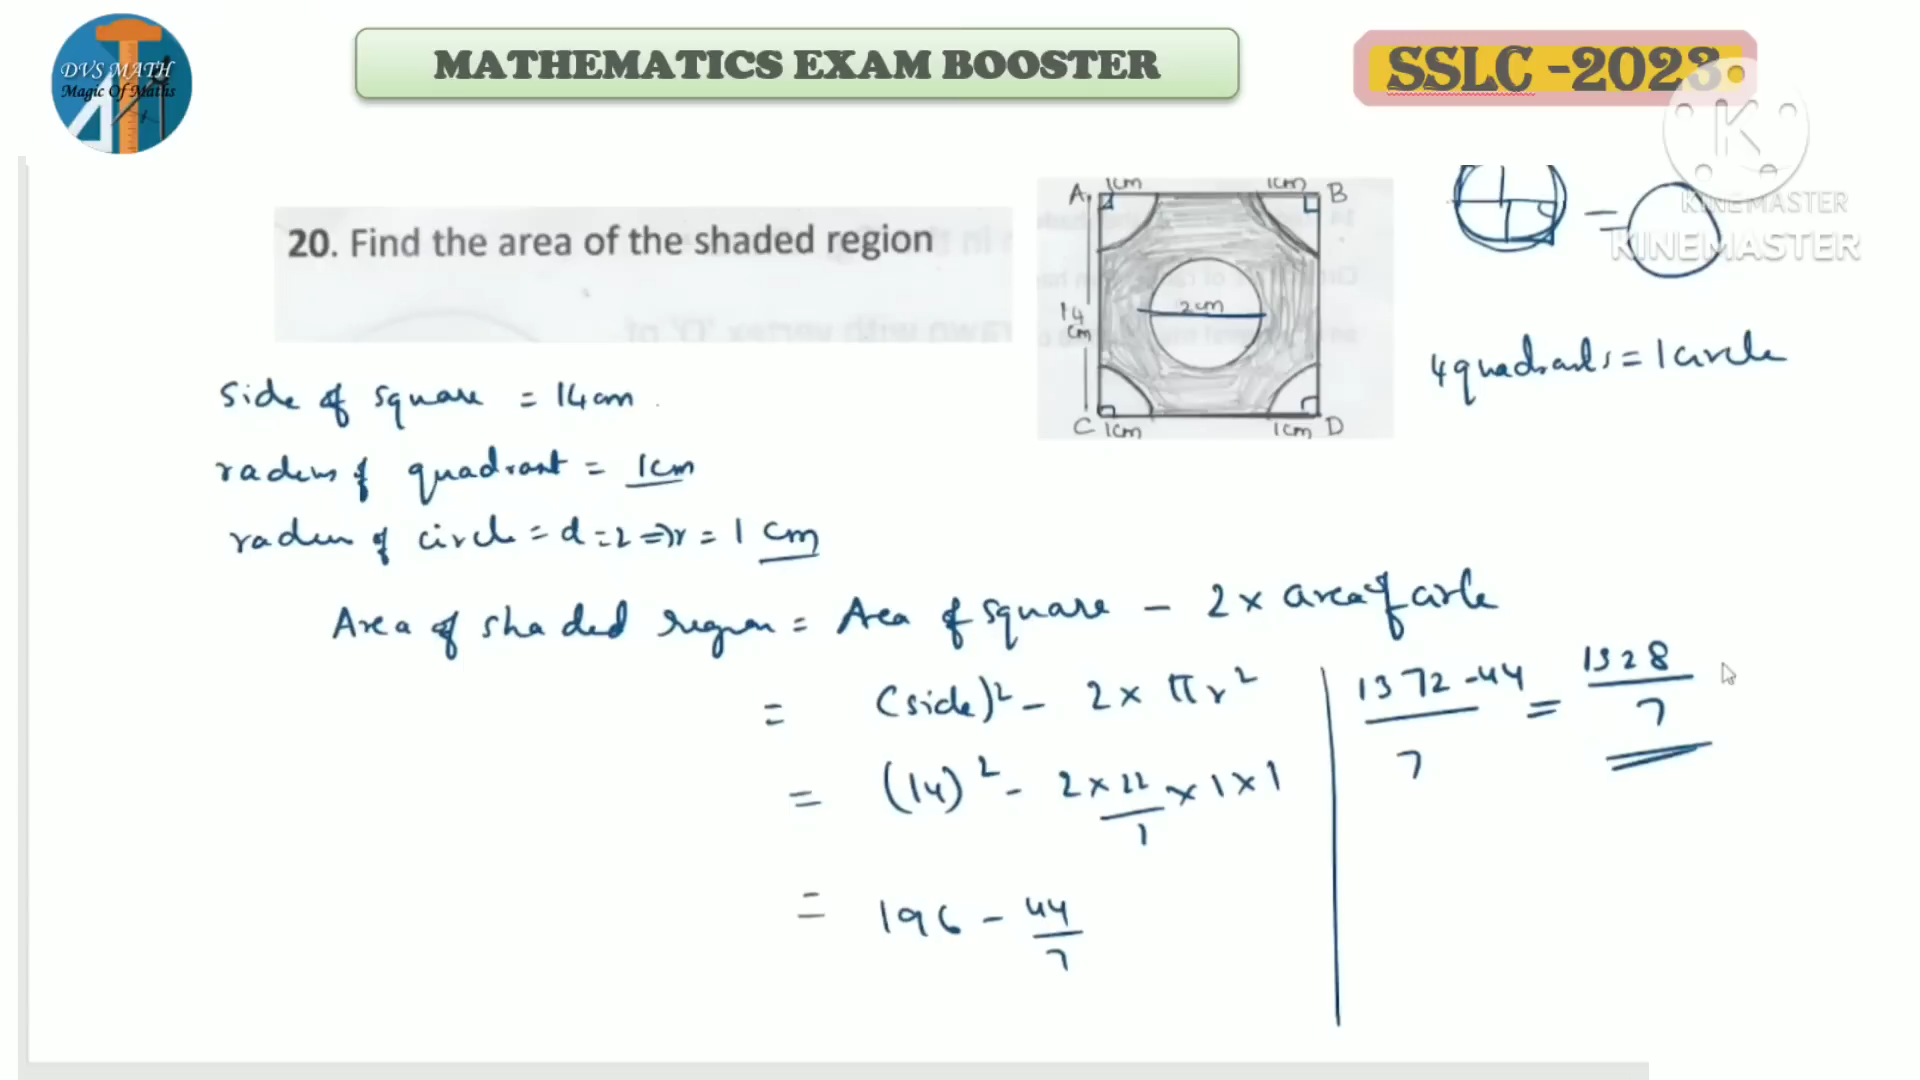 DVS MATH
Magic Of Maths
MATHEMATICS EXAM BOOSTER
SSLC -2023
KINEMASTER
KINEMASTER
20. Find the area of the shaded region
A 1cm 1cm B
14 cm
2 cm
C 1cm 1cm D
=
4 quadrants = 1 circle
Side of square = 14cm
radius of quadrant = 1cm
radius of circle = d = 2 ⇒ r = 1 cm
Area of shaded region = Area of square - 2 × area of circle
= (side)² - 2 × πr²
= (14)² - 2 × 22/7 × 1 × 1
= 196 - 44/7
1372 - 44 / 7 = 1328 / 7